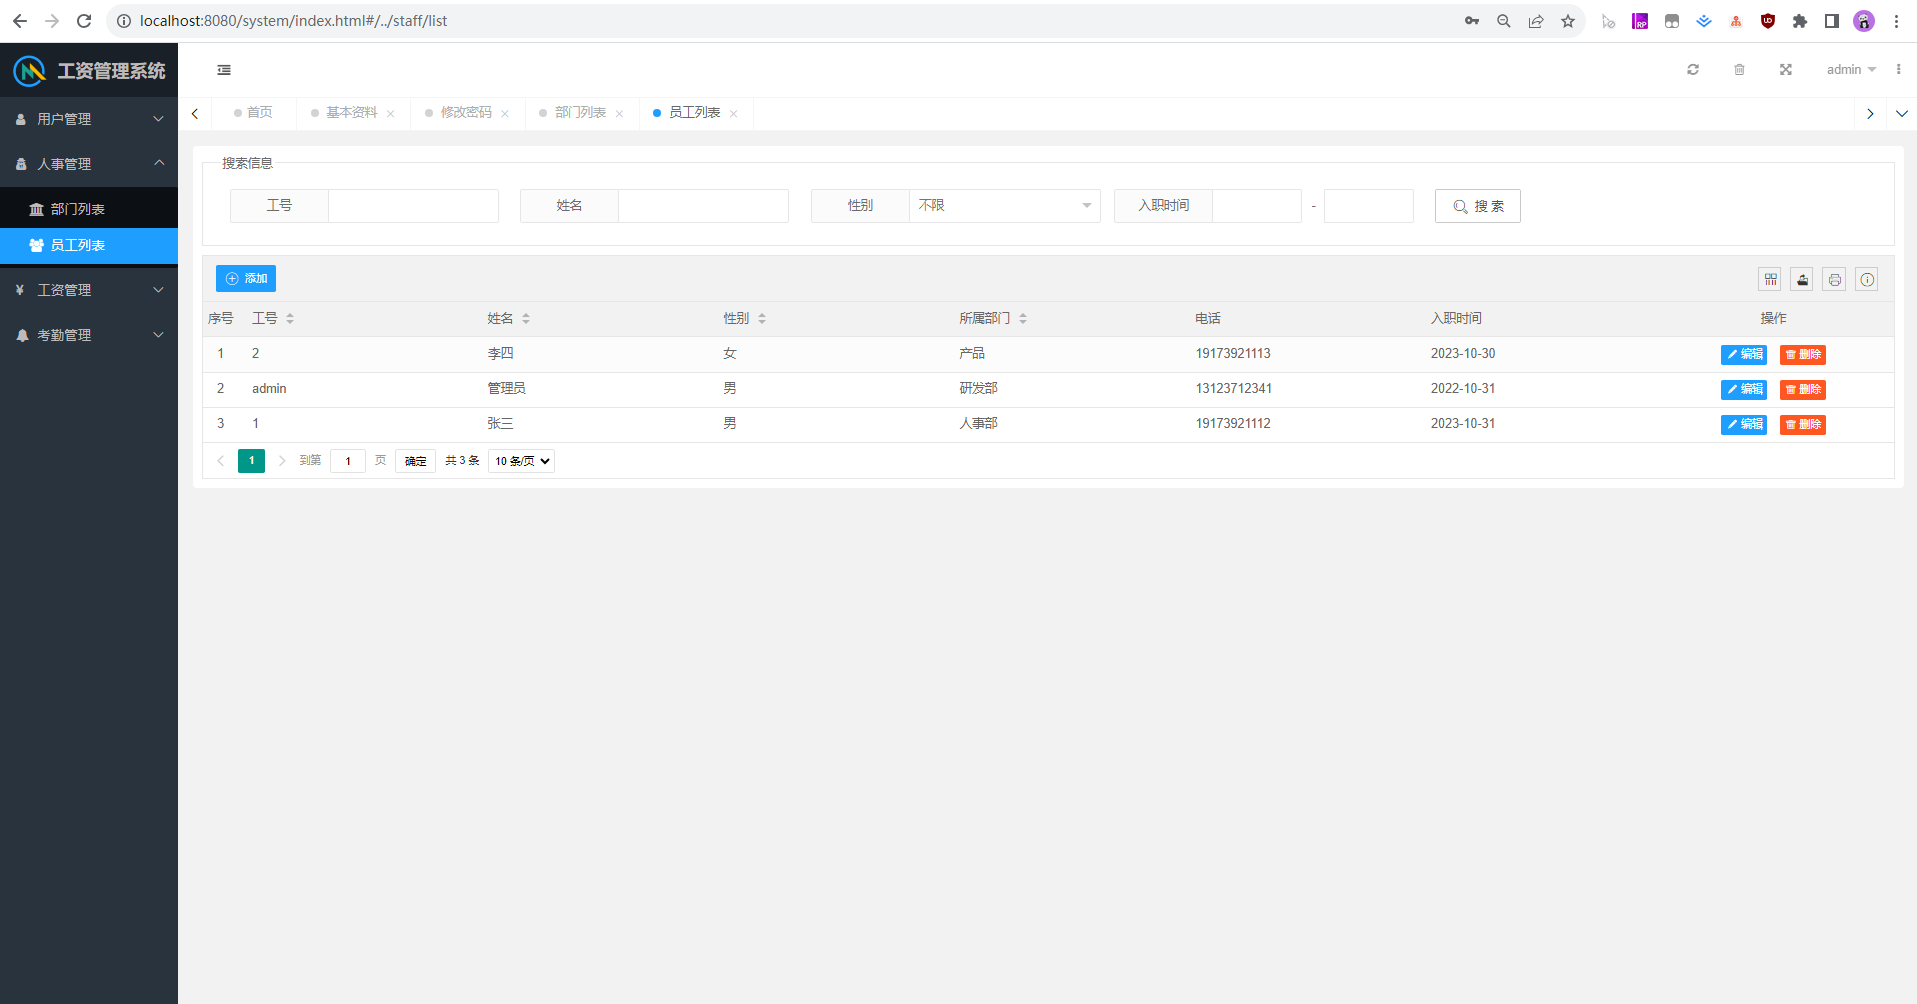 localhost:8080/system/index.html#/../staff/list
工资管理系统
admin
用户管理
人事管理
部门列表
员工列表
工资管理
考勤管理
首页 基本资料 修改密码 部门列表 员工列表
搜索信息
工号 姓名 性别 不限 入职时间 - 搜 索
添加
序号 工号 姓名 性别 所属部门 电话 入职时间 操作
1 2 李四 女 产品 19173921113 2023-10-30 编辑 删除
2 admin 管理员 男 研发部 13123712341 2022-10-31 编辑 删除
3 1 张三 男 人事部 19173921112 2023-10-31 编辑 删除
1 到第 1 页 确定 共 3 条 10 条/页